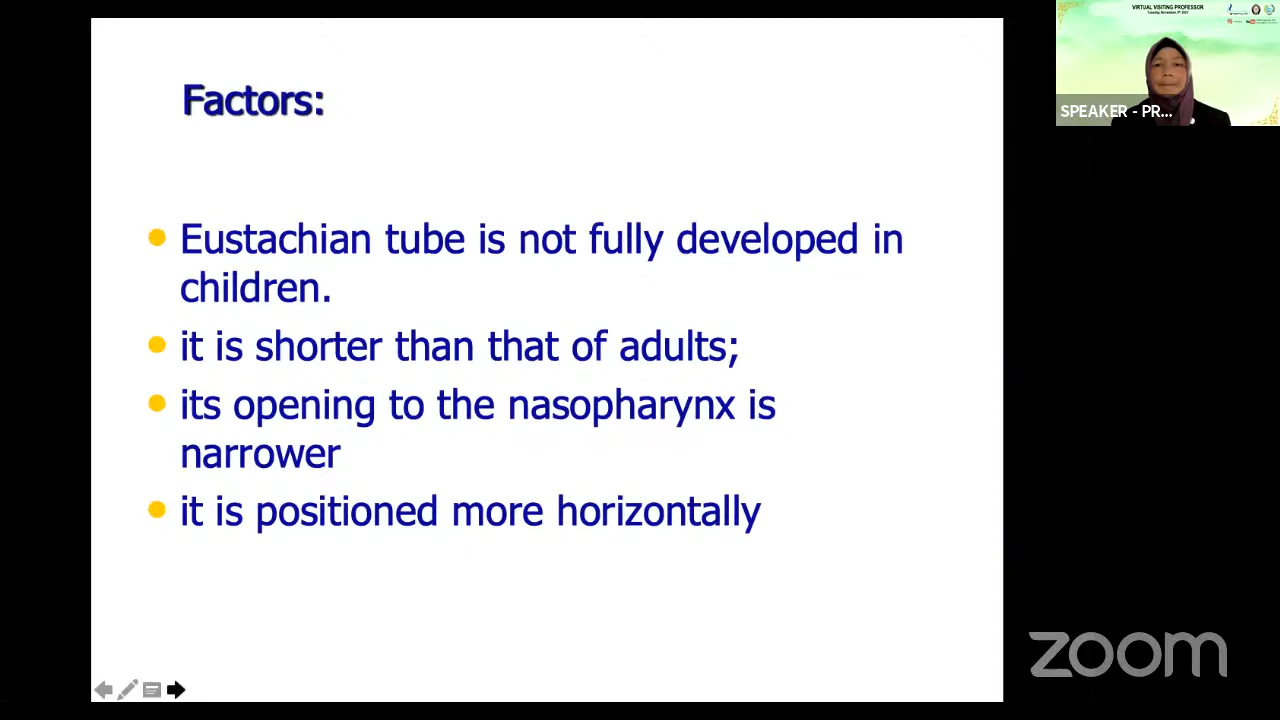 Factors:
Eustachian tube is not fully developed in
children.
it is shorter than that of adults;
its opening to the nasopharynx is
narrower
it is positioned more horizontally
VIRTUAL VISITING PROFESSOR
SPEAKER - PR...
zoom